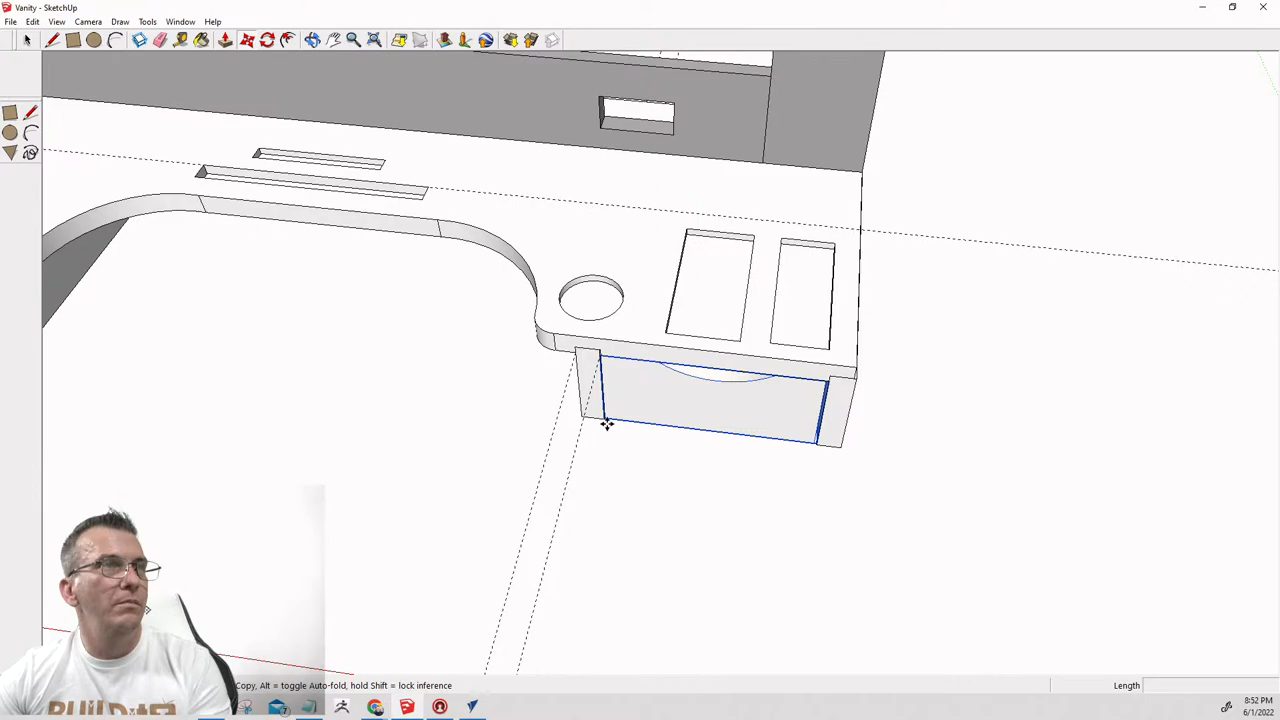 Vanity - SketchUp
File Edit View Camera Draw Tools Window Help
Copy, Alt = toggle Auto-fold, hold Shift = lock inference
Length
7
8:52 PM
6/1/2022